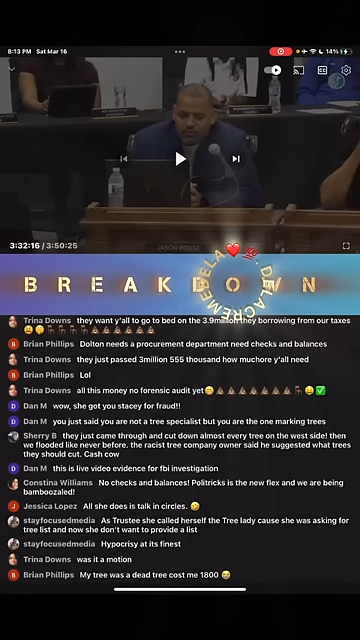 8:13 PM Sat Mar 16
14%
CC
3:32:16 / 3:50:25
JASON HOUSE
BREAKDOWN
DELACREMEDELACREME
Trina Downs they want y'all to go to bed on the 3.9million they borrowing from our taxes
Brian Phillips Dolton needs a procurement department need checks and balances
Trina Downs they just passed 3million 555 thousand how muchore y'all need
Brian Phillips Lol
Trina Downs all this money no forensic audit yet
D Dan M wow, she got you stacey for fraud!!
D Dan M you just said you are not a tree specialist but you are the one marking trees
Sherry B they just came through and cut down almost every tree on the west side! then
we flooded like never before. the racist tree company owner said he suggested what trees
they should cut. Cash cow
D Dan M this is live video evidence for fbi investigation
Constina Williams No checks and balances! Politricks is the new flex and we are being
bamboozaled!
J Jessica Lopez All she does is talk in circles.
stayfocusedmedia As Trustee she called herself the Tree lady cause she was asking for
tree list and now she don't want to provide a list
stayfocusedmedia Hypocrisy at its finest
Trina Downs was it a motion
B Brian Phillips My tree was a dead tree cost me 1800